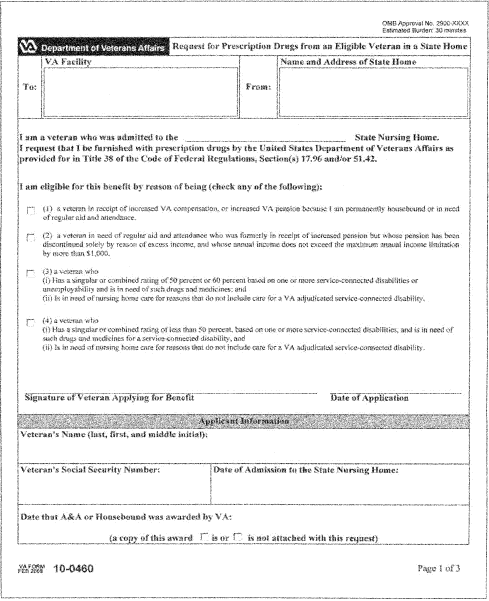 OMB Approval No. 2900-XXXX
Estimated Burden: 30 minutes
VA Department of Veterans Affairs Request for Prescription Drugs from an Eligible Veteran in a State Home
VA Facility
Name and Address of State Home
To:
From:
I am a veteran who was admitted to the State Nursing Home.
I request that I be furnished with prescription drugs by the United States Department of Veterans Affairs as
provided for in Title 38 of the Code of Federal Regulations, Section(s) 17.96 and/or 51.42.
I am eligible for this benefit by reason of being (check any of the following):
(1) a veteran in receipt of increased VA compensation, or increased VA pension because I am permanently housebound or in need
of regular aid and attendance.
(2) a veteran in need of regular aid and attendance who was formerly in receipt of increased pension but whose pension has been
discontinued solely by reason of excess income, and whose annual income does not exceed the maximum annual income limitation
by more than $1,000.
(3) a veteran who
(i) Has a singular or combined rating of 50 percent or 60 percent based on one or more service-connected disabilities or
unemployability and is in need of such drugs and medicines; and
(ii) Is in need of nursing home care for reasons that do not include care for a VA adjudicated service-connected disability.
(4) a veteran who
(i) Has a singular or combined rating of less than 50 percent, based on one or more service-connected disabilities, and is in need of
such drugs and medicines for a service-connected disability, and
(ii) Is in need of nursing home care for reasons that do not include care for a VA adjudicated service-connected disability.
Signature of Veteran Applying for Benefit
Date of Application
Applicant Information
Veteran's Name (last, first, and middle initial):
Veteran's Social Security Number:
Date of Admission to the State Nursing Home:
Date that A&A or Housebound was awarded by VA:
(a copy of this award is or is not attached with this request)
VA FORM
FEB 2008 10-0460
Page 1 of 3